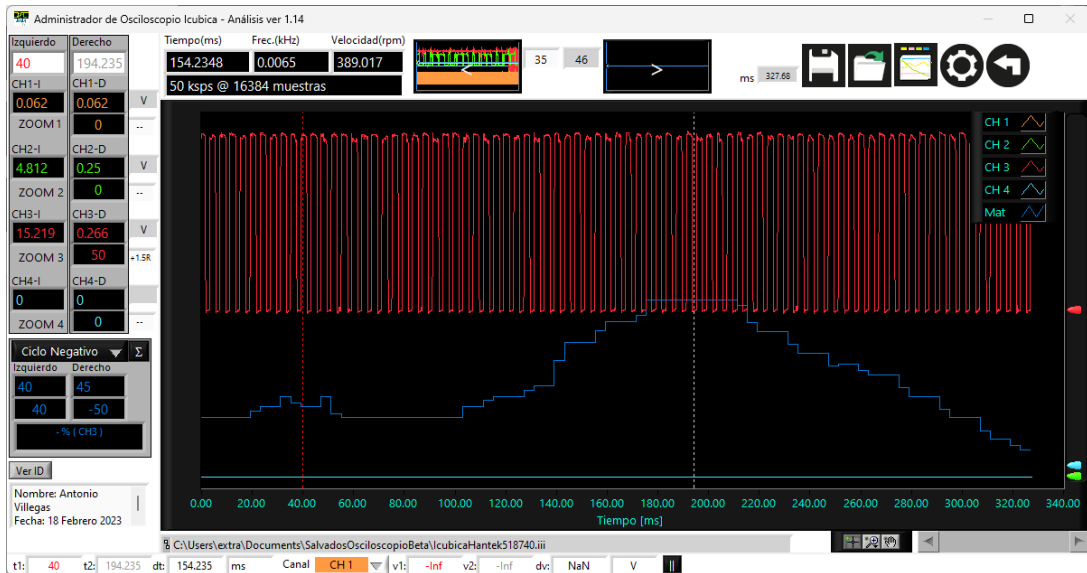 Administrador de Osciloscopio Icubica - Análisis ver 1.14
Izquierdo Derecho
40 194.235
CH1-I CH1-D
0.062 0.062 V
ZOOM 1 0 --
CH2-I CH2-D
4.812 0.25 V
ZOOM 2 0 --
CH3-I CH3-D
15.219 0.266 V
ZOOM 3 50 +1.5R
CH4-I CH4-D
0 0
ZOOM 4 0 --
Tiempo(ms) Frec.(kHz) Velocidad(rpm)
154.2348 0.0065 389.017
50 ksps @ 16384 muestras
< 35 46 >
ms 327.68
CH 1
CH 2
CH 3
CH 4
Mat
Ciclo Negativo Σ
Izquierdo Derecho
40 45
40 -50
- % ( CH3 )
Ver ID
Nombre: Antonio
Villegas
Fecha: 18 Febrero 2023
0.00 20.00 40.00 60.00 80.00 100.00 120.00 140.00 160.00 180.00 200.00 220.00 240.00 260.00 280.00 300.00 320.00 340.00
Tiempo [ms]
C:\Users\extra\Documents\SalvadosOsciloscopioBeta\IcubicaHantek518740.iii
t1: 40 t2: 194.235 dt: 154.235 ms Canal CH 1 v1: -Inf v2: -Inf dv: NaN V